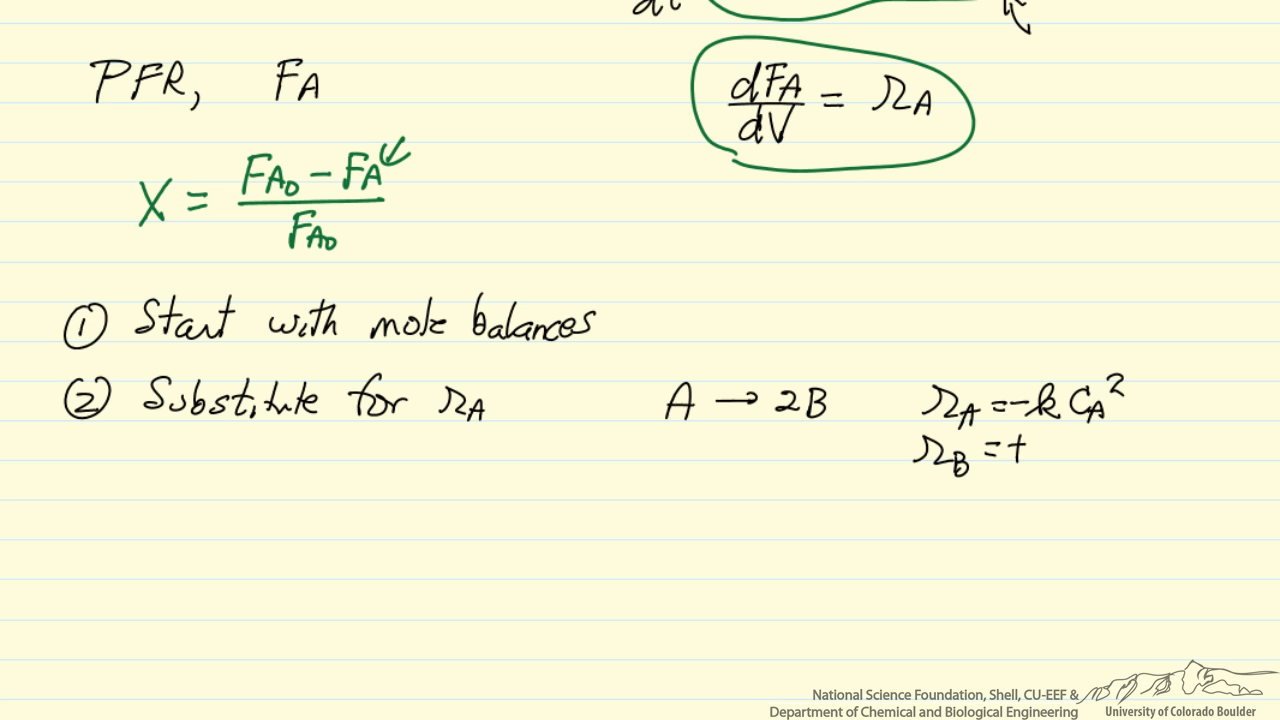 dt
PFR, FA
dFA/dV = rA
X = (FA0 - FA)/FA0
① Start with mole balances
② Substitute for rA A → 2B rA = -k CA²
rB = +
National Science Foundation, Shell, CU-EEF &
Department of Chemical and Biological Engineering
University of Colorado Boulder